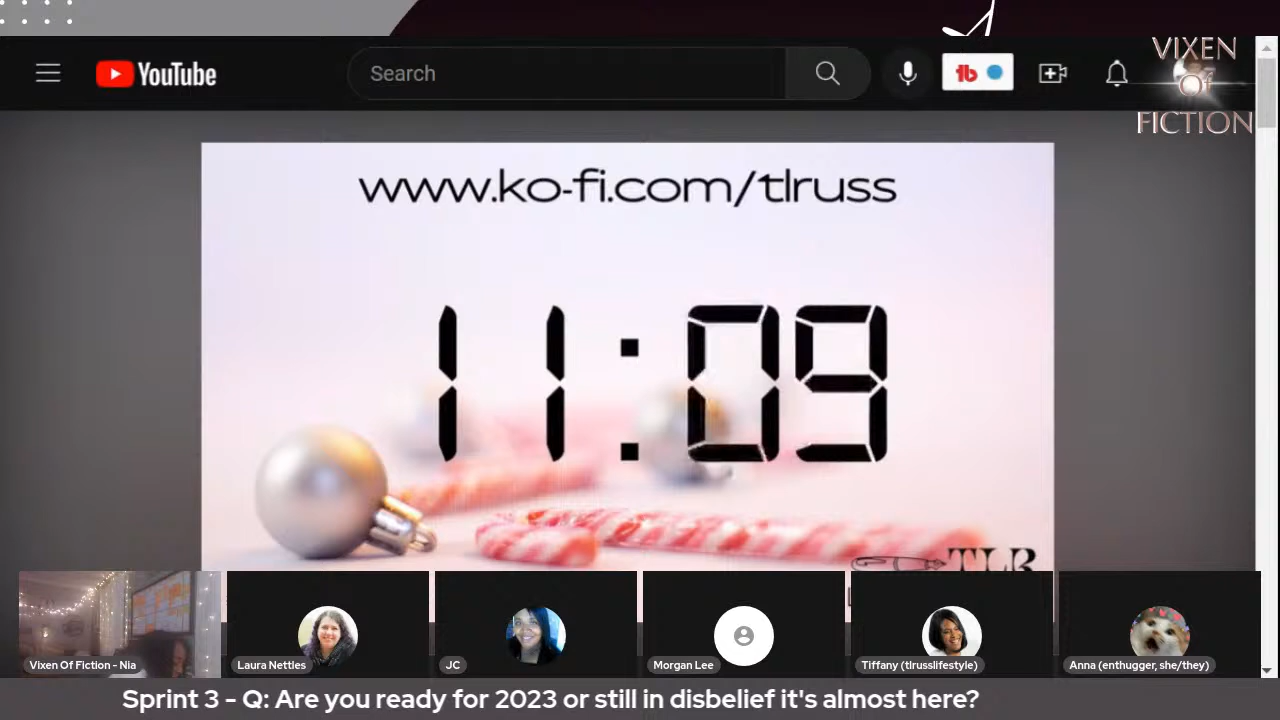 VIXEN
Of
FICTION
YouTube
Search
www.ko-fi.com/tlruss
11:09
TLR
Vixen Of Fiction - Nia
Laura Nettles
JC
Morgan Lee
Tiffany (tlrusslifestyle)
Anna (enthugger, she/they)
Sprint 3 - Q: Are you ready for 2023 or still in disbelief it's almost here?